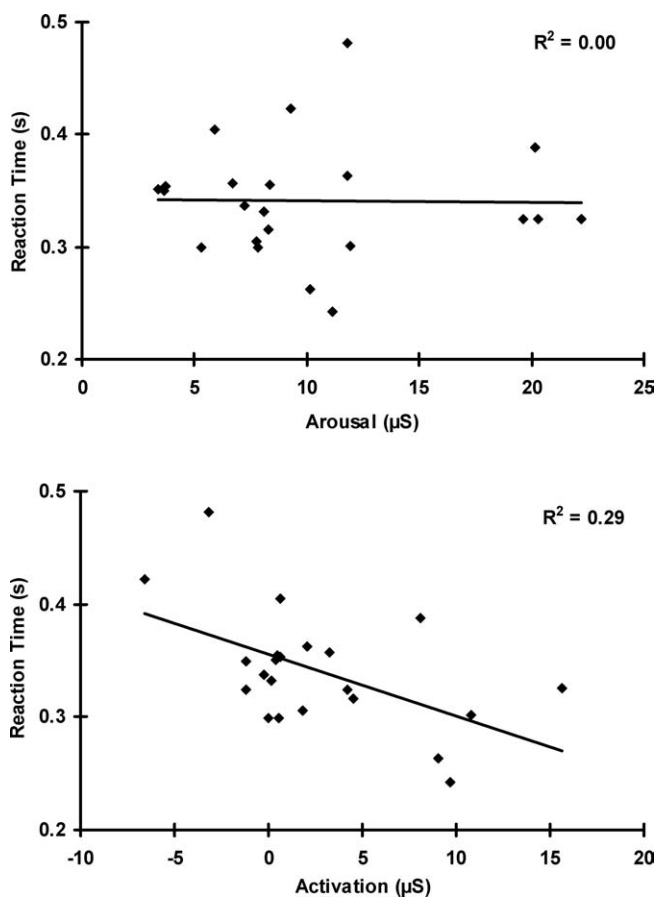 0.5
R² = 0.00
0.4
0.3
0.2
Reaction Time (s)
0 5 10 15 20 25
Arousal (µS)
0.5
R² = 0.29
0.4
0.3
0.2
Reaction Time (s)
-10 -5 0 5 10 15 20
Activation (µS)